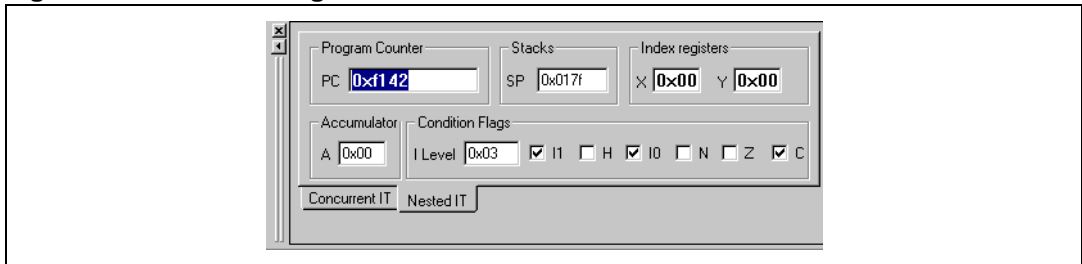 Program Counter Stacks Index registers
PC 0xf142 SP 0x017f X 0x00 Y 0x00
Accumulator Condition Flags
A 0x00 I Level 0x03 I1 H I0 N Z C
Concurrent IT Nested IT